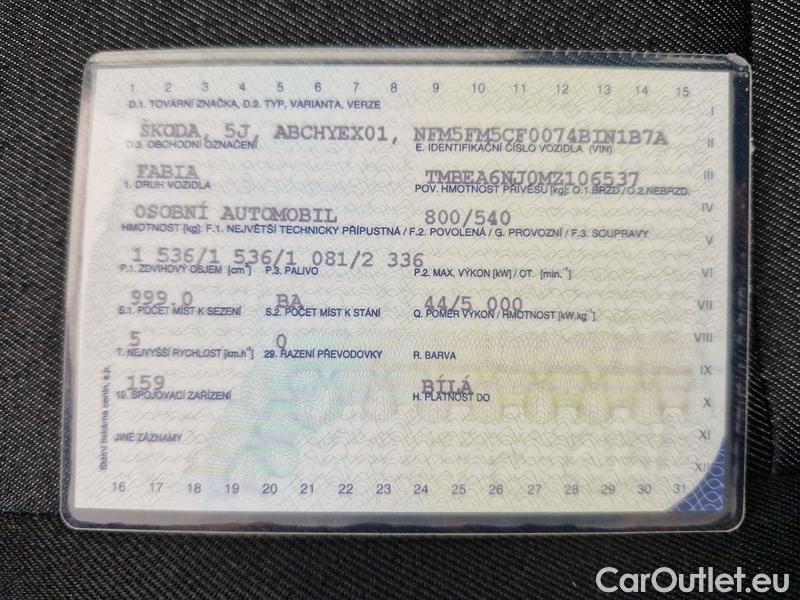 1 2 3 4 5 6 7 8 9 10 11 12 13 14 15
D.1. TOVÁRNÍ ZNAČKA, D.2. TYP, VARIANTA, VERZE
I
ŠKODA, 5J, ABCHYEX01, NFM5FM5CF0074BIN1B7A
II
D.3. OBCHODNÍ OZNAČENÍ E. IDENTIFIKAČNÍ ČÍSLO VOZIDLA (VIN)
FABIA TMBEA6NJ0MZ106537
III
1. DRUH VOZIDLA POV. HMOTNOST PŘÍVĚSU [kg]: O.1.BRZD./O.2.NEBRZD.
OSOBNÍ AUTOMOBIL 800/540
IV
HMOTNOST [kg]: F.1. NEJVĚTŠÍ TECHNICKY PŘÍPUSTNÁ / F.2. POVOLENÁ / G. PROVOZNÍ / F.3. SOUPRAVY
V
1 536/1 536/1 081/2 336
P.1. ZDVIHOVÝ OBJEM [cm³] P.3. PALIVO P.2. MAX. VÝKON [kW] / OT. [min.⁻¹]
VI
999.0 BA 44/5 000
VII
S.1. POČET MÍST K SEZENÍ S.2. POČET MÍST K STÁNÍ Q. POMĚR VÝKON / HMOTNOST [kW.kg⁻¹]
5 0
VIII
T. NEJVYŠŠÍ RYCHLOST [km.h⁻¹] 29. ŘAZENÍ PŘEVODOVKY R. BARVA
IX
159 BÍLÁ
19. SPOJOVACÍ ZAŘÍZENÍ H. PLATNOST DO
X
JINÉ ZÁZNAMY
XI
XII
Státní tiskárna cenin, s.p.
16 17 18 19 20 21 22 23 24 25 26 27 28 29 30 31
CarOutlet.eu